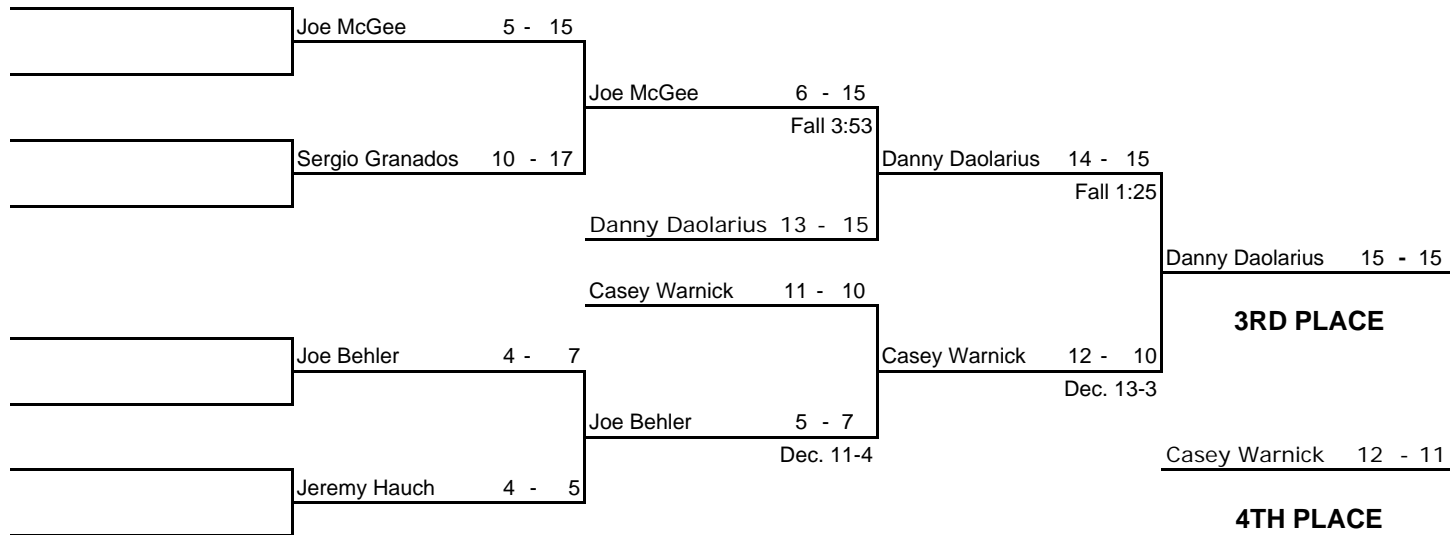 Joe McGee 5 - 15
Joe McGee 6 - 15
Fall 3:53
Sergio Granados 10 - 17
Danny Daolarius 14 - 15
Fall 1:25
Danny Daolarius 13 - 15
Danny Daolarius 15 - 15
Casey Warnick 11 - 10
3RD PLACE
Joe Behler 4 - 7
Casey Warnick 12 - 10
Dec. 13-3
Joe Behler 5 - 7
Dec. 11-4
Casey Warnick 12 - 11
Jeremy Hauch 4 - 5
4TH PLACE